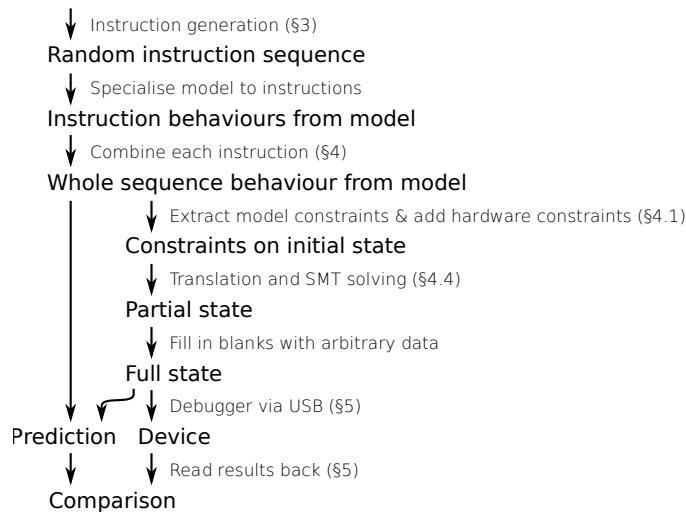 Instruction generation (§3)
Random instruction sequence
Specialise model to instructions
Instruction behaviours from model
Combine each instruction (§4)
Whole sequence behaviour from model
Extract model constraints & add hardware constraints (§4.1)
Constraints on initial state
Translation and SMT solving (§4.4)
Partial state
Fill in blanks with arbitrary data
Full state
Debugger via USB (§5)
Prediction Device
Read results back (§5)
Comparison